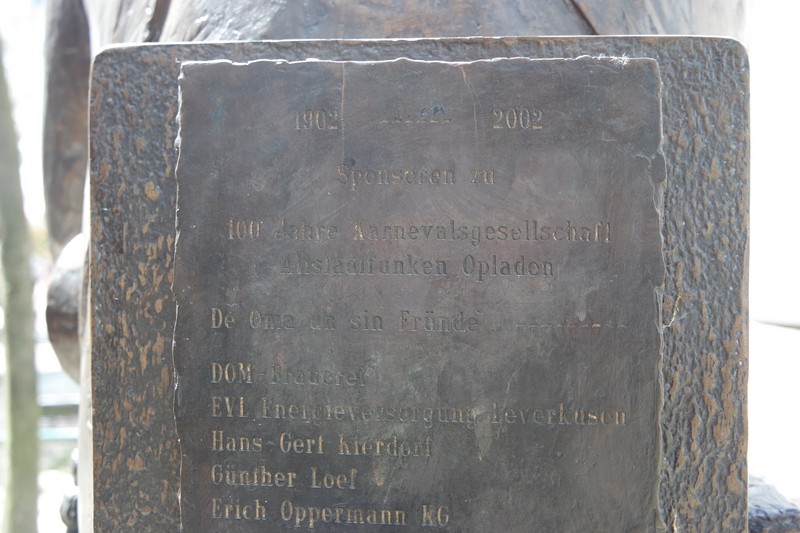 1902 2002
Sponseren zu
100 Jahre Karnevalsgesellschaft
Altstadtfunken Opladen
De Oma un sin Fründe ...........
DOM-Brauerei
EVL Energieversorgung Leverkusen
Hans-Gert Kierdorf
Günther Loef
Erich Oppermann KG